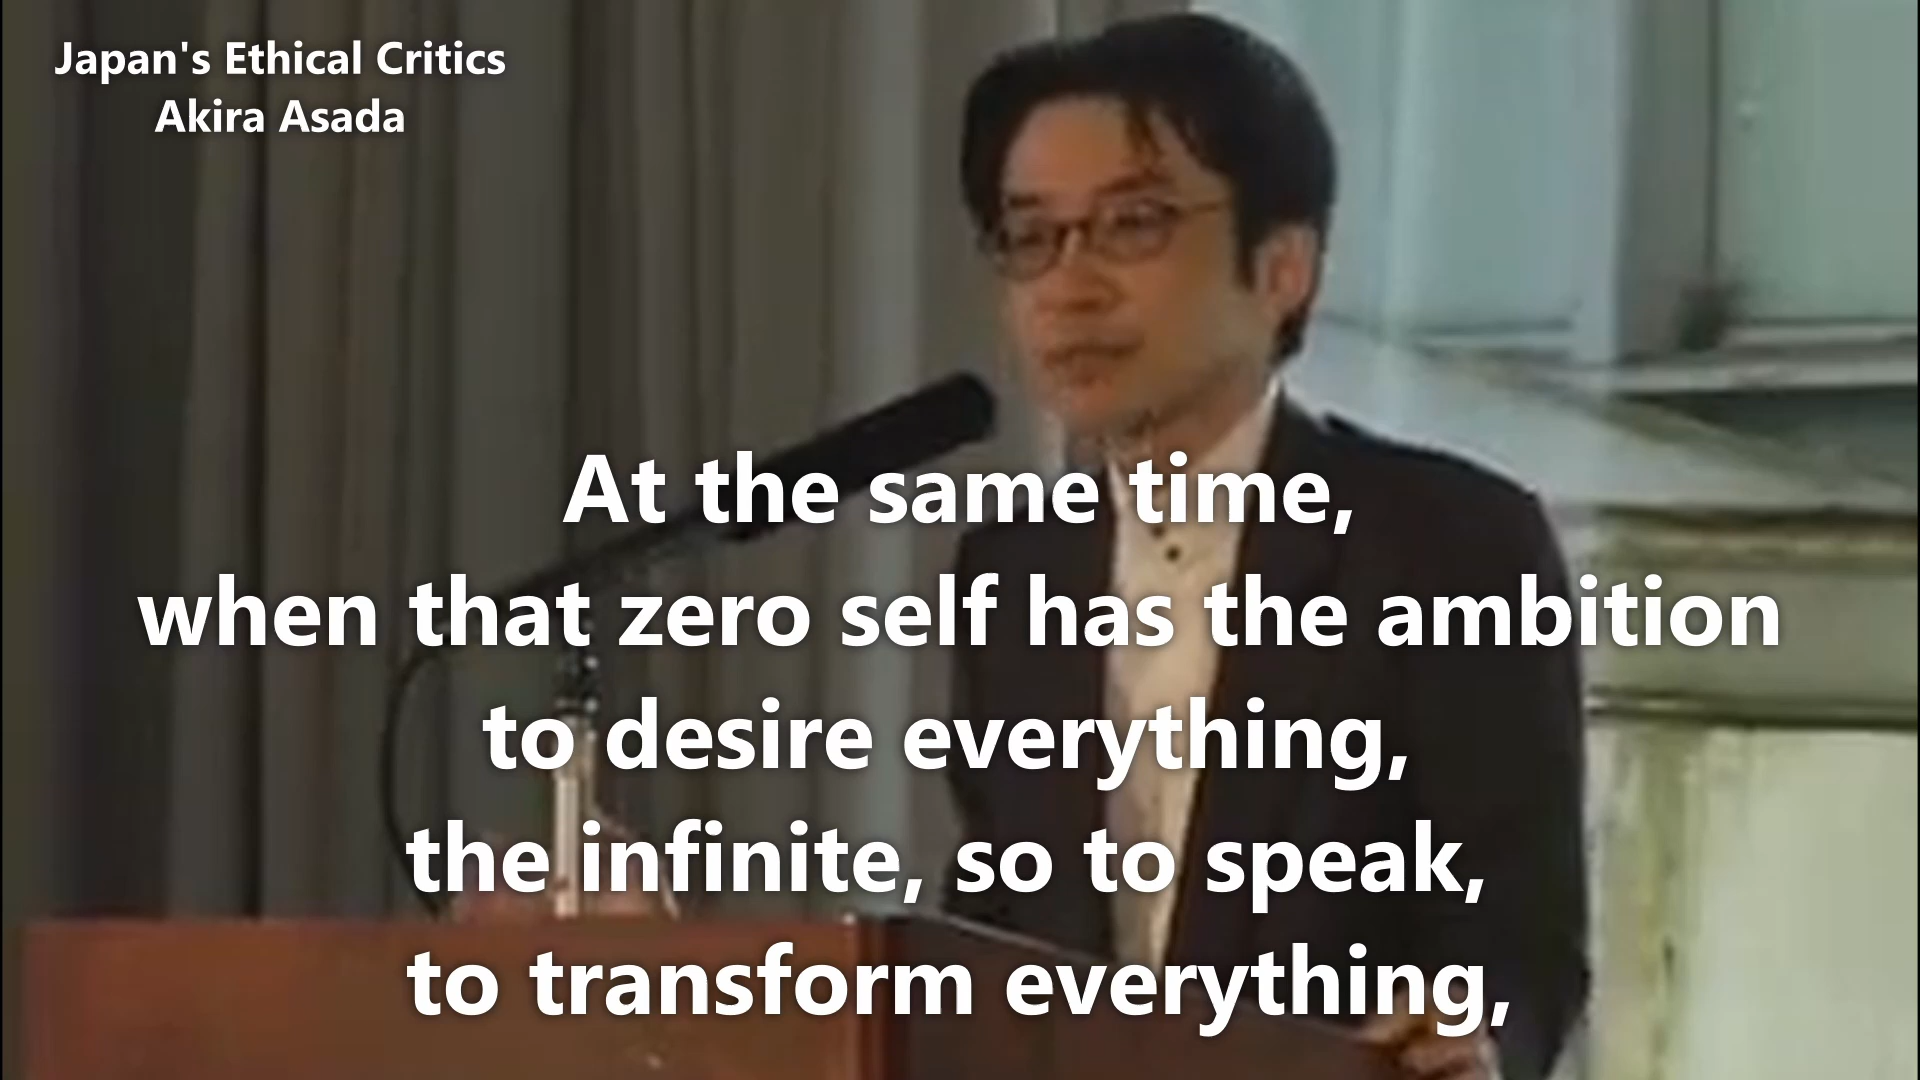 Japan's Ethical Critics
Akira Asada
At the same time,
when that zero self has the ambition
to desire everything,
the infinite, so to speak,
to transform everything,